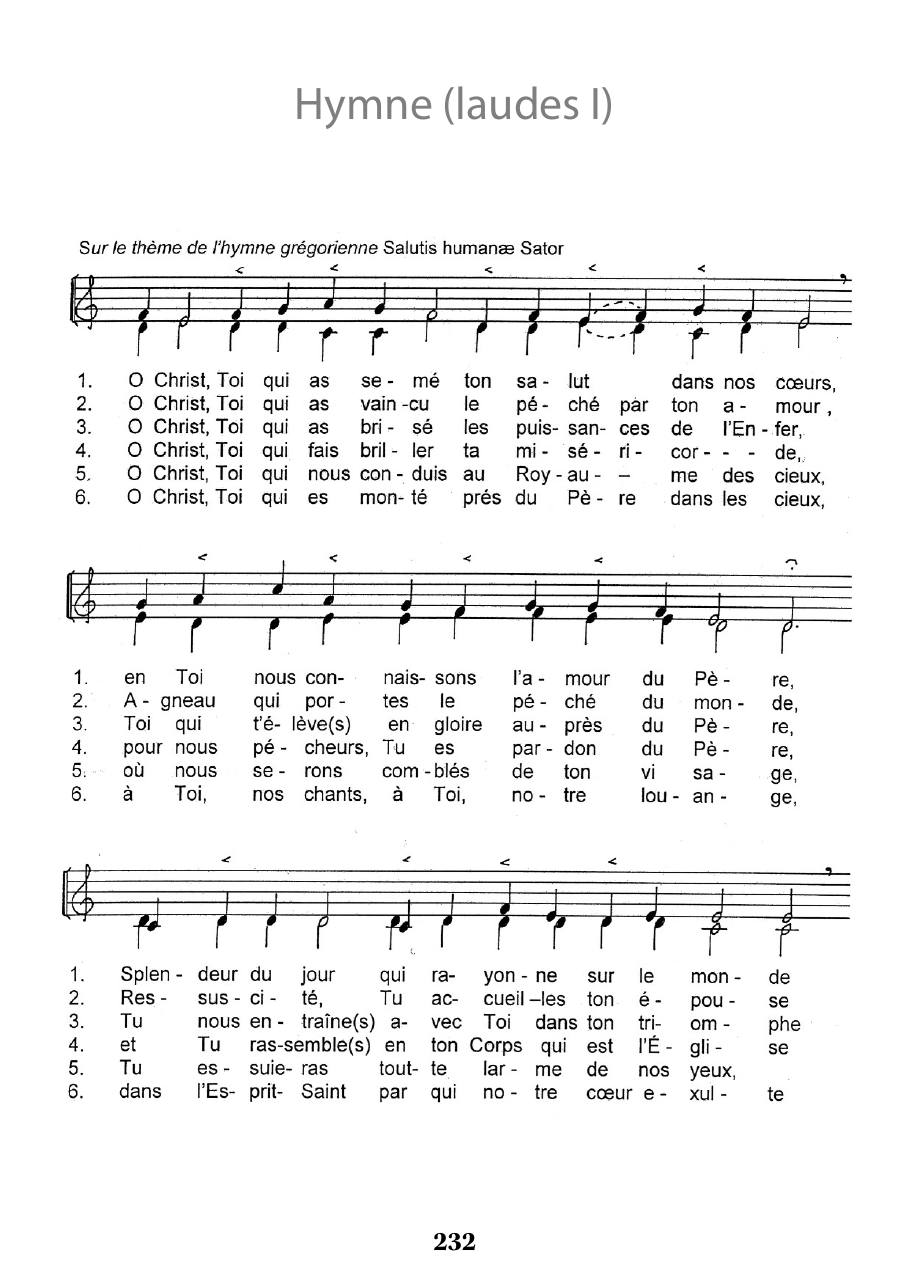 Hymne (laudes I)
Sur le thème de l'hymne grégorienne Salutis humanæ Sator
1. O Christ, Toi qui as se - mé ton sa - lut dans nos cœurs,
2. O Christ, Toi qui as vain -cu le pé - ché par ton a - mour ,
3. O Christ, Toi qui as bri - sé les puis- san- ces de l'En - fer,
4. O Christ, Toi qui fais bril - ler ta mi - sé - ri - cor - - - de,
5. O Christ, Toi qui nous con - duis au Roy - au - – me des cieux,
6. O Christ, Toi qui es mon- té prés du Pè - re dans les cieux,
1. en Toi nous con- nais- sons l'a - mour du Pè - re,
2. A - gneau qui por - tes le pé - ché du mon - de,
3. Toi qui t'é- lève(s) en gloire au - près du Pè - re,
4. pour nous pé - cheurs, Tu es par - don du Pè - re,
5. où nous se - rons com -blés de ton vi sa - ge,
6. à Toi, nos chants, à Toi, no - tre lou - an - ge,
1. Splen - deur du jour qui ra- yon - ne sur le mon - de
2. Res - sus - ci - té, Tu ac- cueil –les ton é - pou - se
3. Tu nous en - traîne(s) a- vec Toi dans ton tri- om - phe
4. et Tu ras-semble(s) en ton Corps qui est l'É - gli - se
5. Tu es - suie- ras tout- te lar - me de nos yeux,
6. dans l'Es- prit- Saint par qui no - tre cœur e - xul - te
232